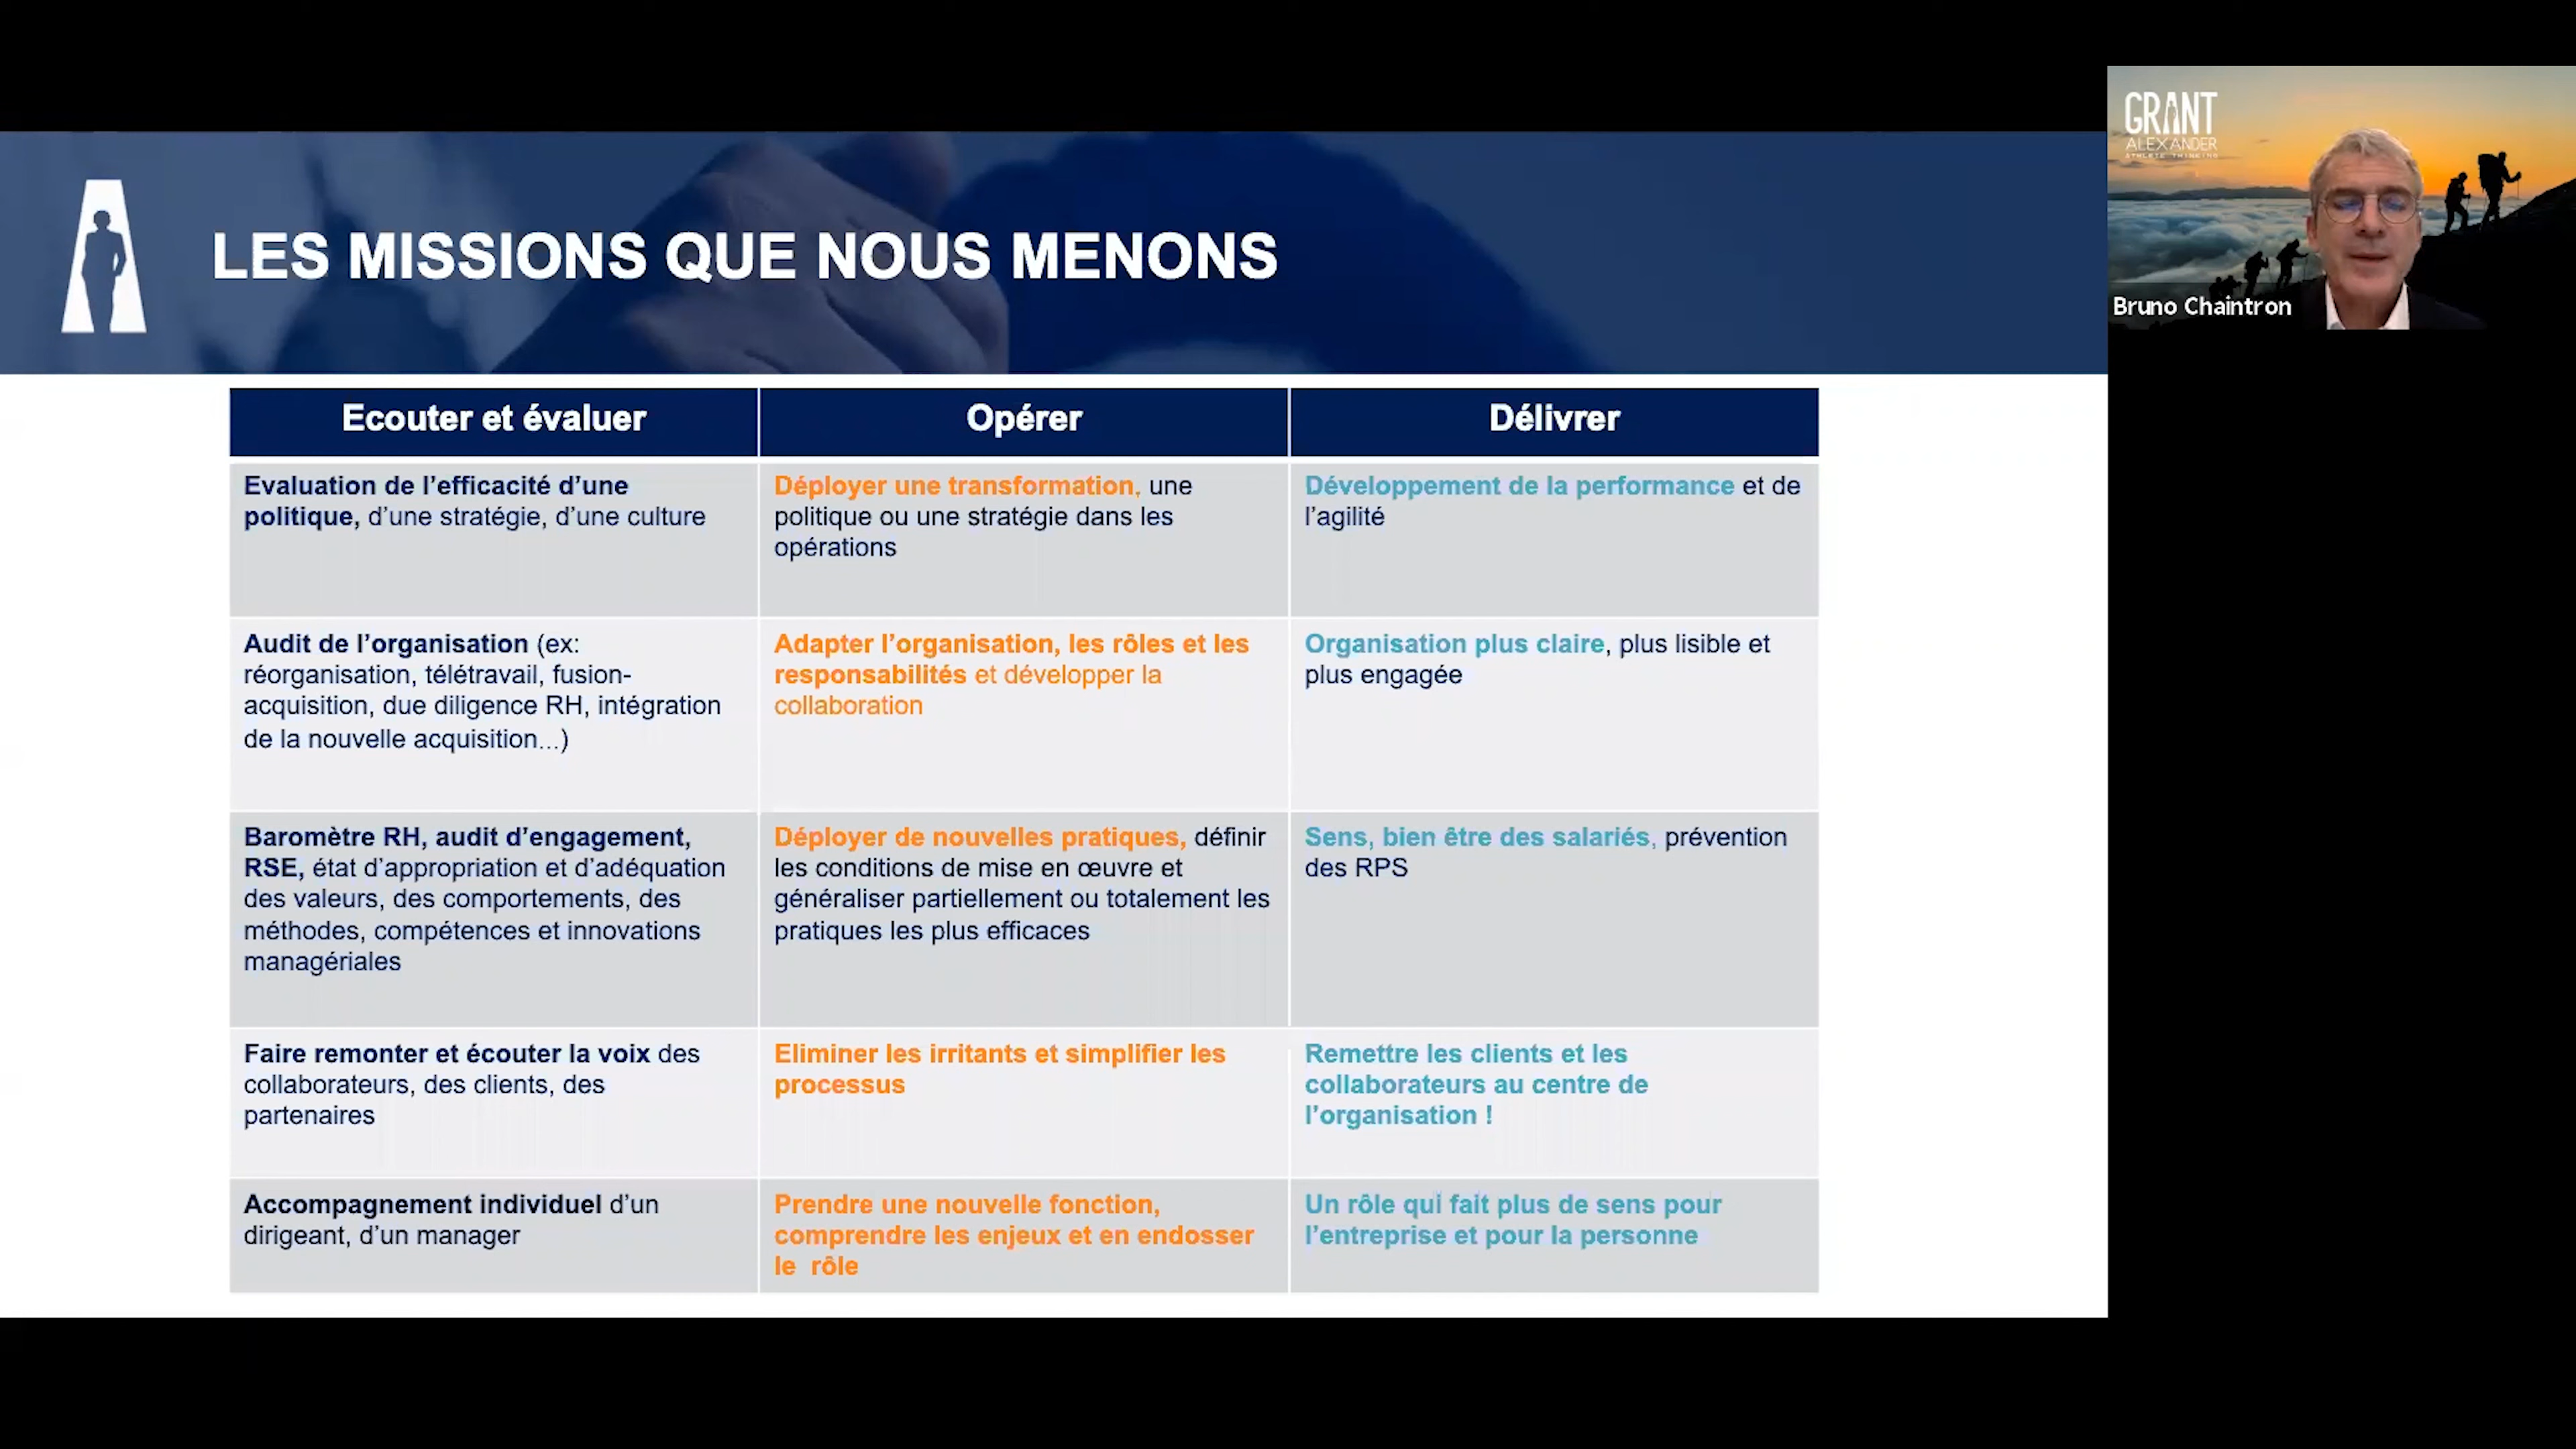 LES MISSIONS QUE NOUS MENONS
GRANT
ALEXANDER
ATHLETE THINKING
Bruno Chaintron
Ecouter et évaluer
Opérer
Délivrer
Evaluation de l’efficacité d’une
politique, d’une stratégie, d’une culture
Déployer une transformation, une
politique ou une stratégie dans les
opérations
Développement de la performance et de
l’agilité
Audit de l’organisation (ex:
réorganisation, télétravail, fusion-
acquisition, due diligence RH, intégration
de la nouvelle acquisition...)
Adapter l’organisation, les rôles et les
responsabilités et développer la
collaboration
Organisation plus claire, plus lisible et
plus engagée
Baromètre RH, audit d’engagement,
RSE, état d’appropriation et d’adéquation
des valeurs, des comportements, des
méthodes, compétences et innovations
managériales
Déployer de nouvelles pratiques, définir
les conditions de mise en œuvre et
généraliser partiellement ou totalement les
pratiques les plus efficaces
Sens, bien être des salariés, prévention
des RPS
Faire remonter et écouter la voix des
collaborateurs, des clients, des
partenaires
Eliminer les irritants et simplifier les
processus
Remettre les clients et les
collaborateurs au centre de
l’organisation !
Accompagnement individuel d’un
dirigeant, d’un manager
Prendre une nouvelle fonction,
comprendre les enjeux et en endosser
le  rôle
Un rôle qui fait plus de sens pour
l’entreprise et pour la personne